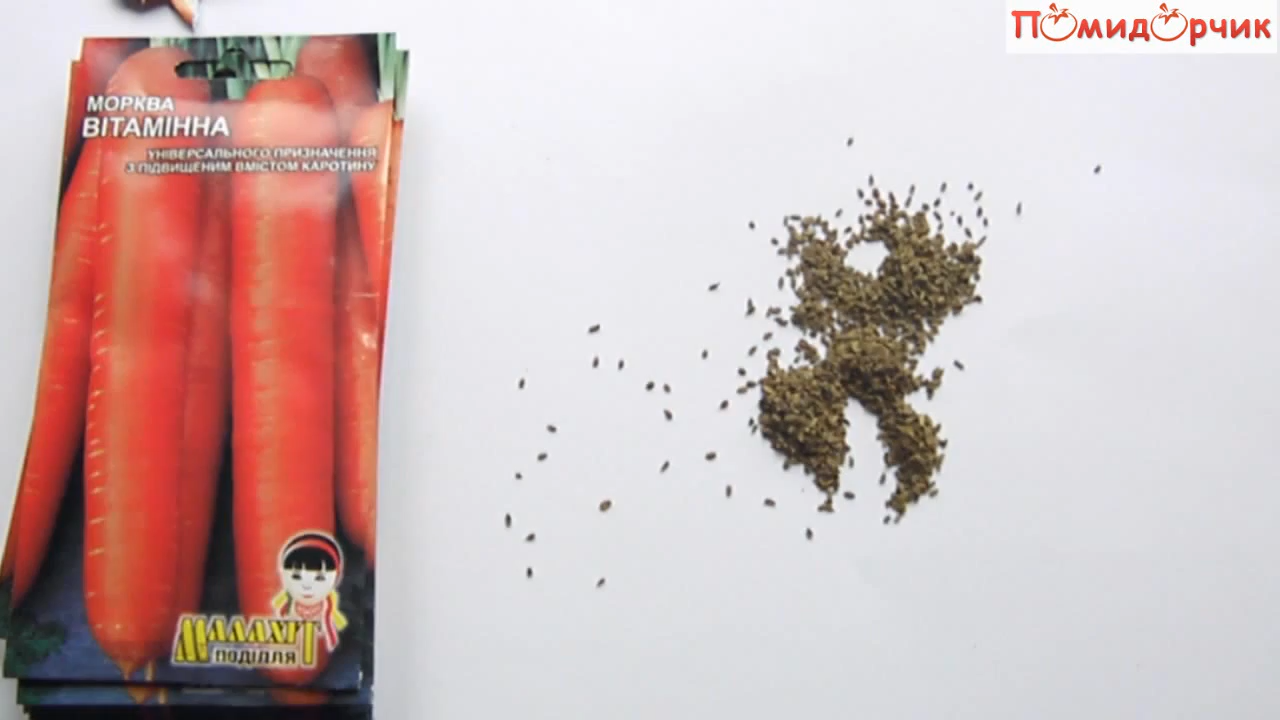 ПОМИДОРЧИК
МОРКВА
ВІТАМІННА
УНІВЕРСАЛЬНОГО ПРИЗНАЧЕННЯ
З ПІДВИЩЕНИМ ВМІСТОМ КАРОТИНУ
МАЛАХІТ
ПОДІЛЛЯ